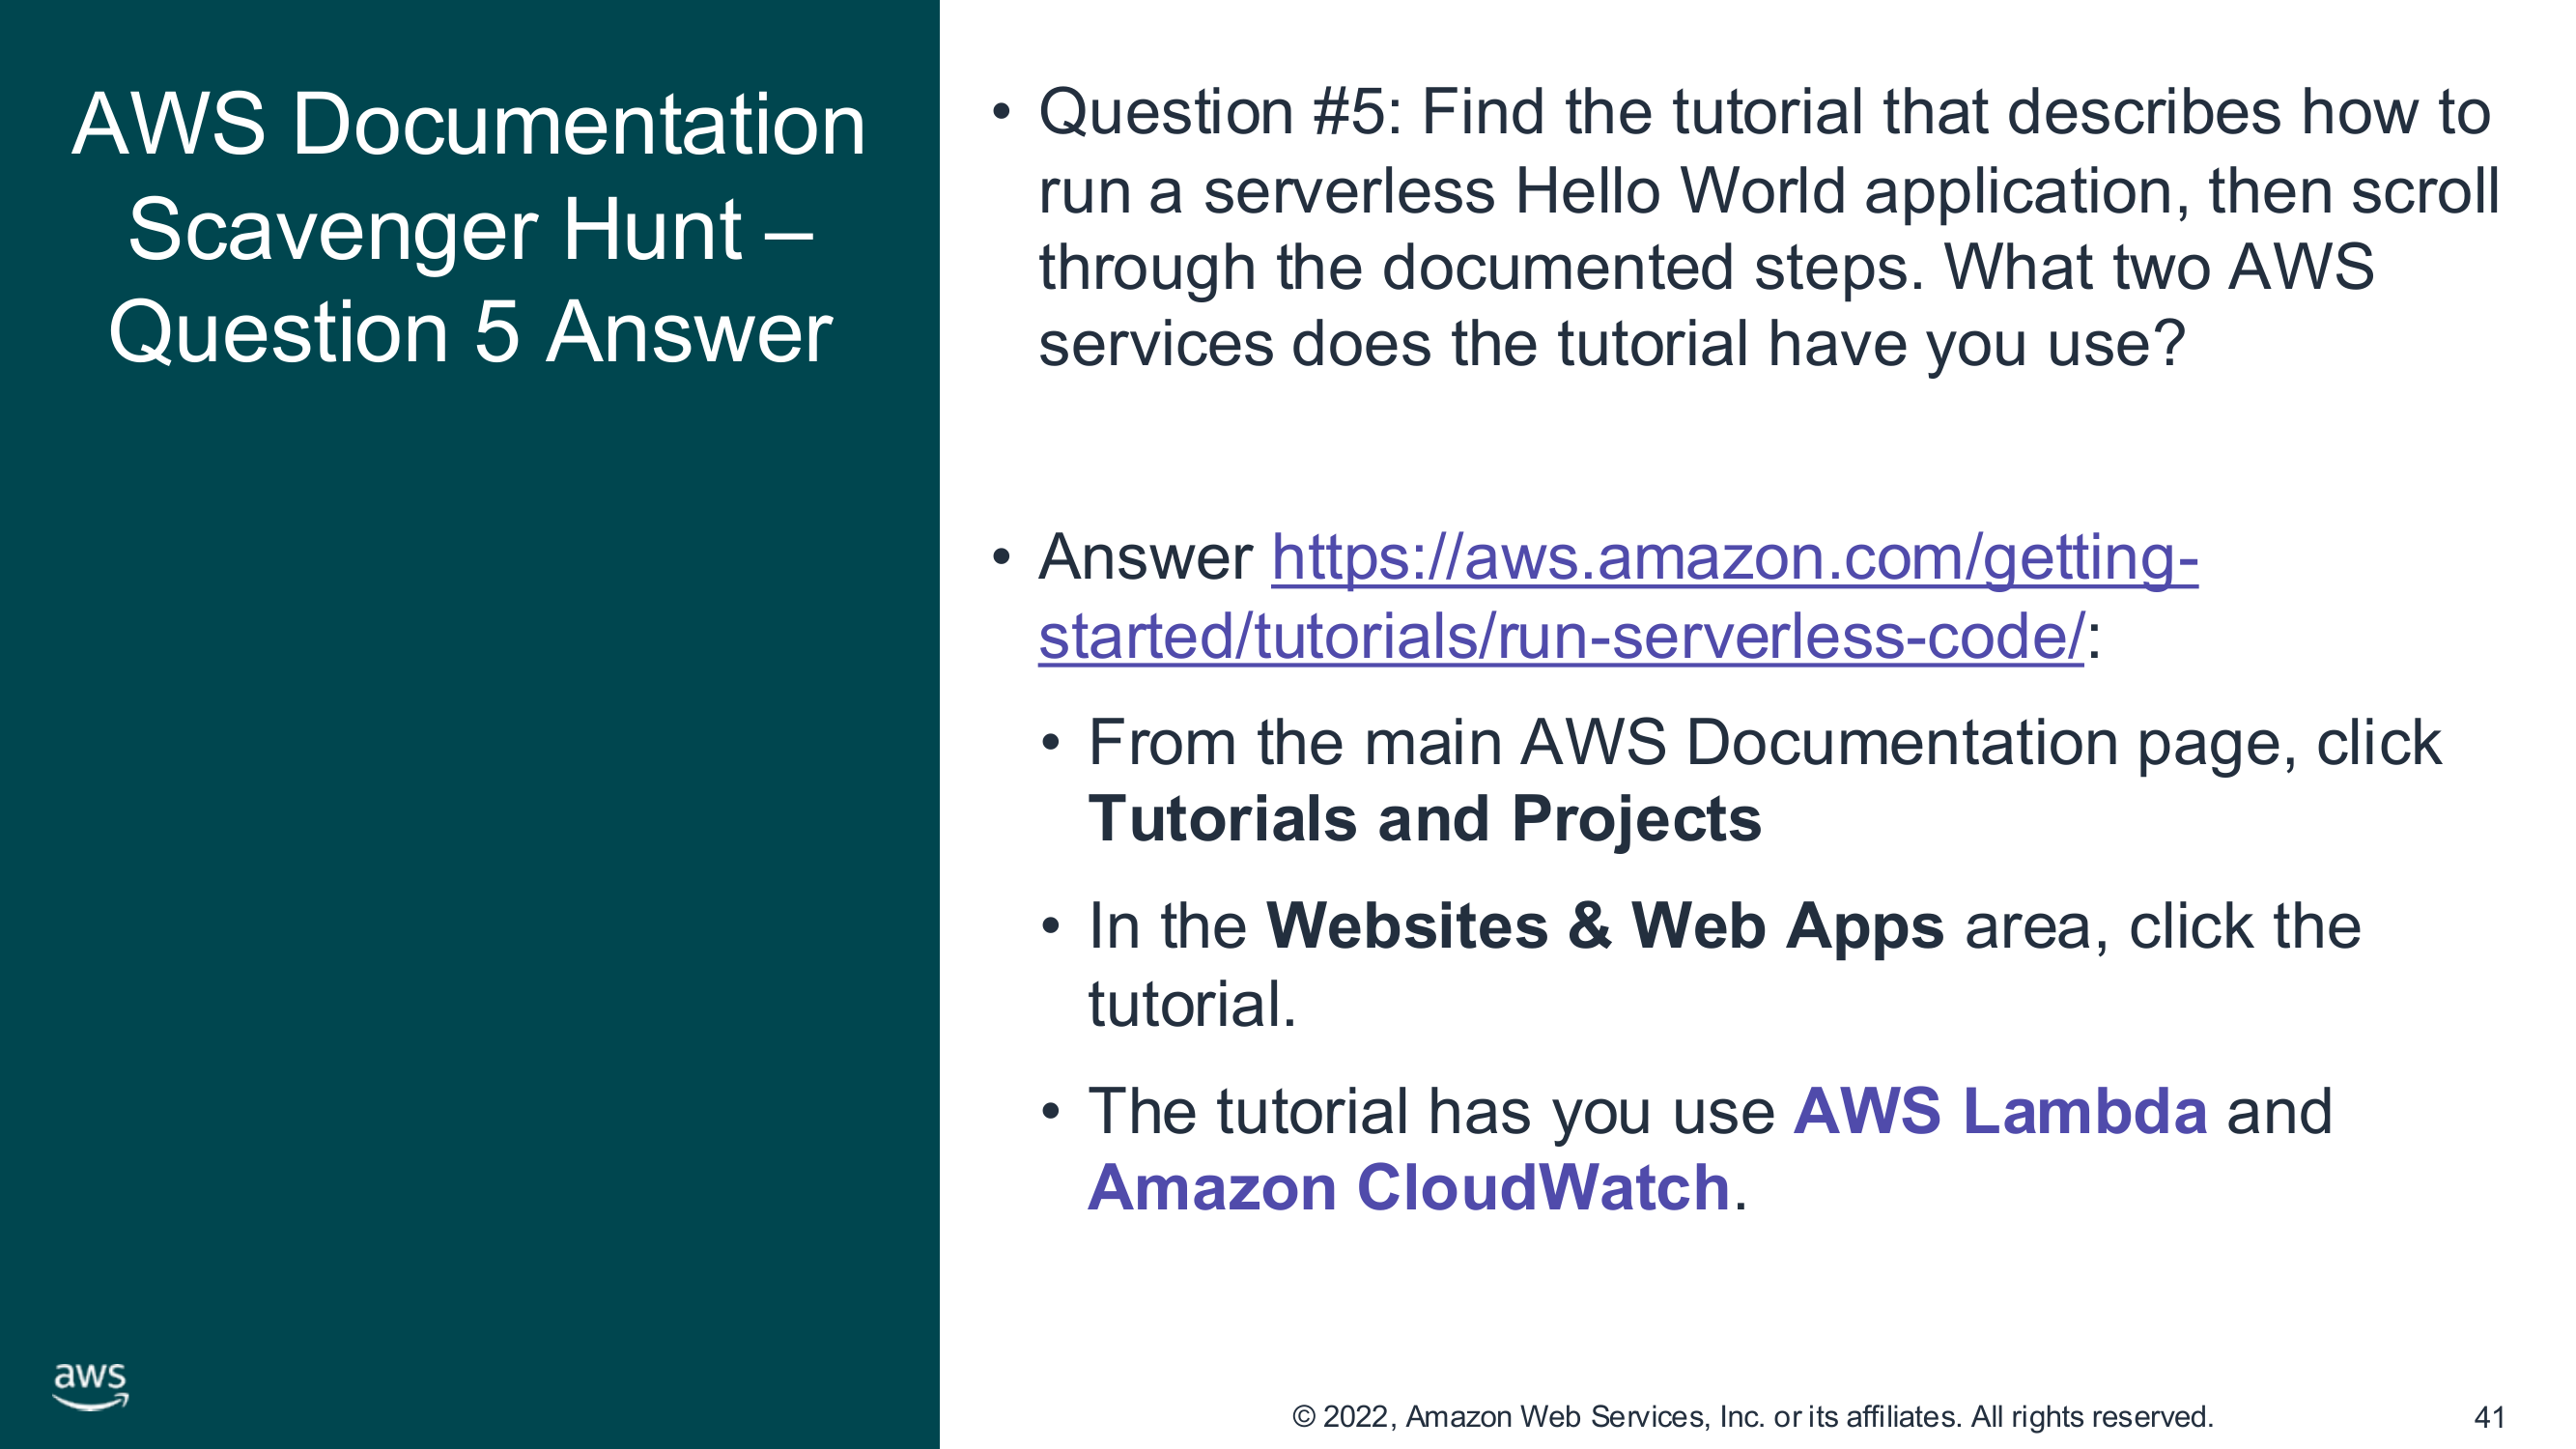 AWS Documentation
Scavenger Hunt –
Question 5 Answer
• Question #5: Find the tutorial that describes how to
run a serverless Hello World application, then scroll
through the documented steps. What two AWS
services does the tutorial have you use?
• Answer https://aws.amazon.com/getting-
started/tutorials/run-serverless-code/:
• From the main AWS Documentation page, click
Tutorials and Projects
• In the Websites & Web Apps area, click the
tutorial.
• The tutorial has you use AWS Lambda and
Amazon CloudWatch.
aws
© 2022, Amazon Web Services, Inc. or its affiliates. All rights reserved.
41